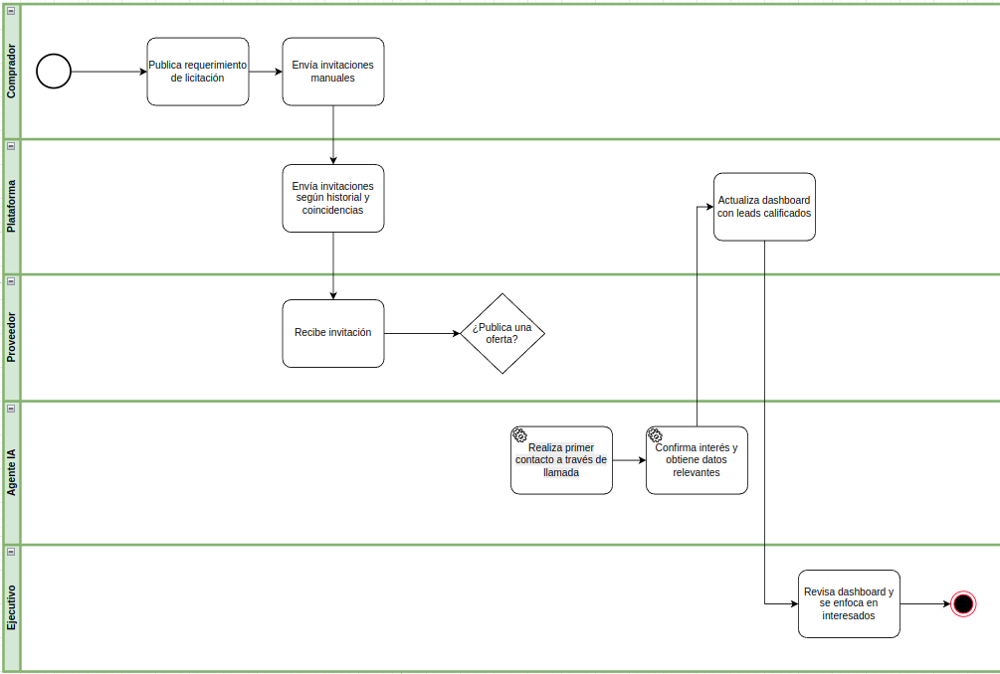 Comprador
Publica requerimiento
de licitación
Envía invitaciones
manuales
Plataforma
Envía invitaciones
según historial y
coincidencias
Actualiza dashboard
con leads calificados
Proveedor
Recibe invitación
¿Publica una
oferta?
Agente IA
Realiza primer
contacto a través de
llamada
Confirma interés y
obtiene datos
relevantes
Ejecutivo
Revisa dashboard y
se enfoca en
interesados